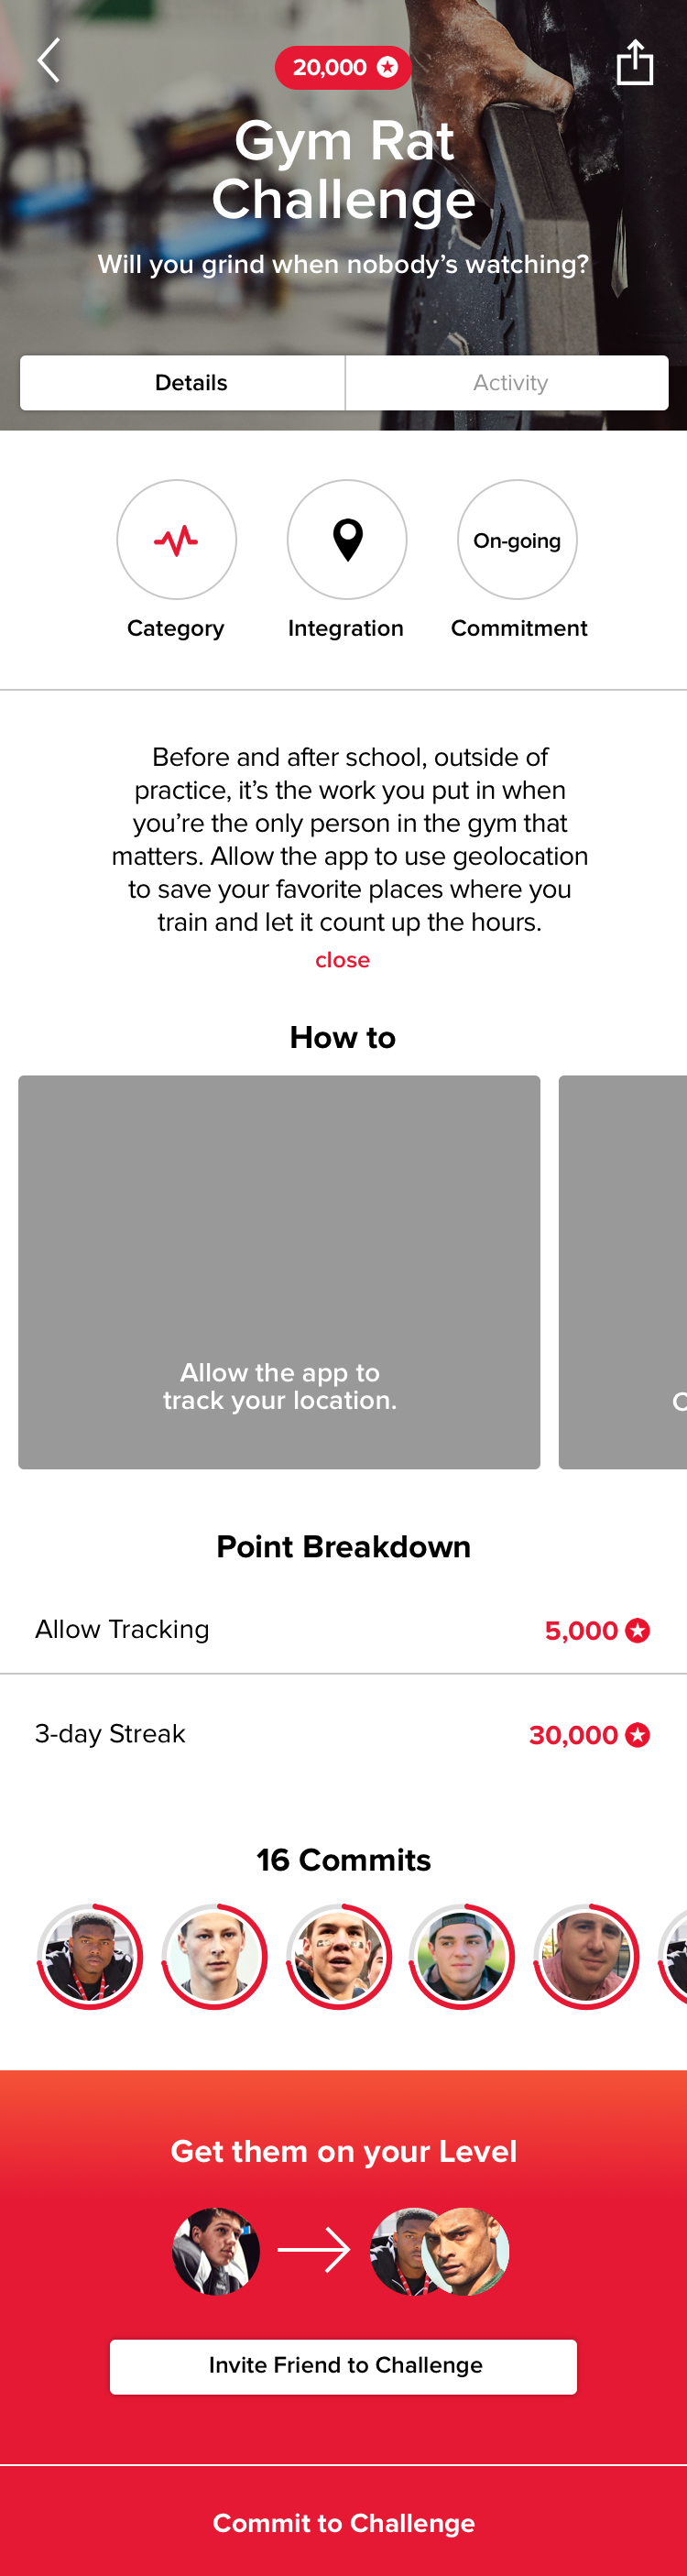 20,000
Gym Rat
Challenge
Will you grind when nobody’s watching?
Details
Activity
On-going
Category
Integration
Commitment
Before and after school, outside of
practice, it’s the work you put in when
you’re the only person in the gym that
matters. Allow the app to use geolocation
to save your favorite places where you
train and let it count up the hours.
close
How to
Allow the app to
track your location.
Point Breakdown
Allow Tracking
5,000
3-day Streak
30,000
16 Commits
Get them on your Level
Invite Friend to Challenge
Commit to Challenge